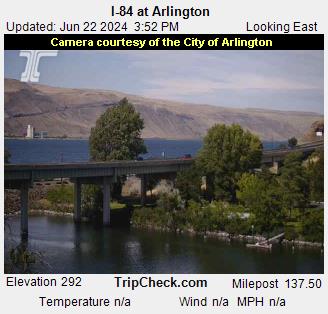 I-84 at Arlington
Updated: Jun 22 2024 3:52 PM Looking East
Camera courtesy of the City of Arlington
Elevation 292 TripCheck.com Milepost 137.50
Temperature n/a Wind n/a MPH n/a